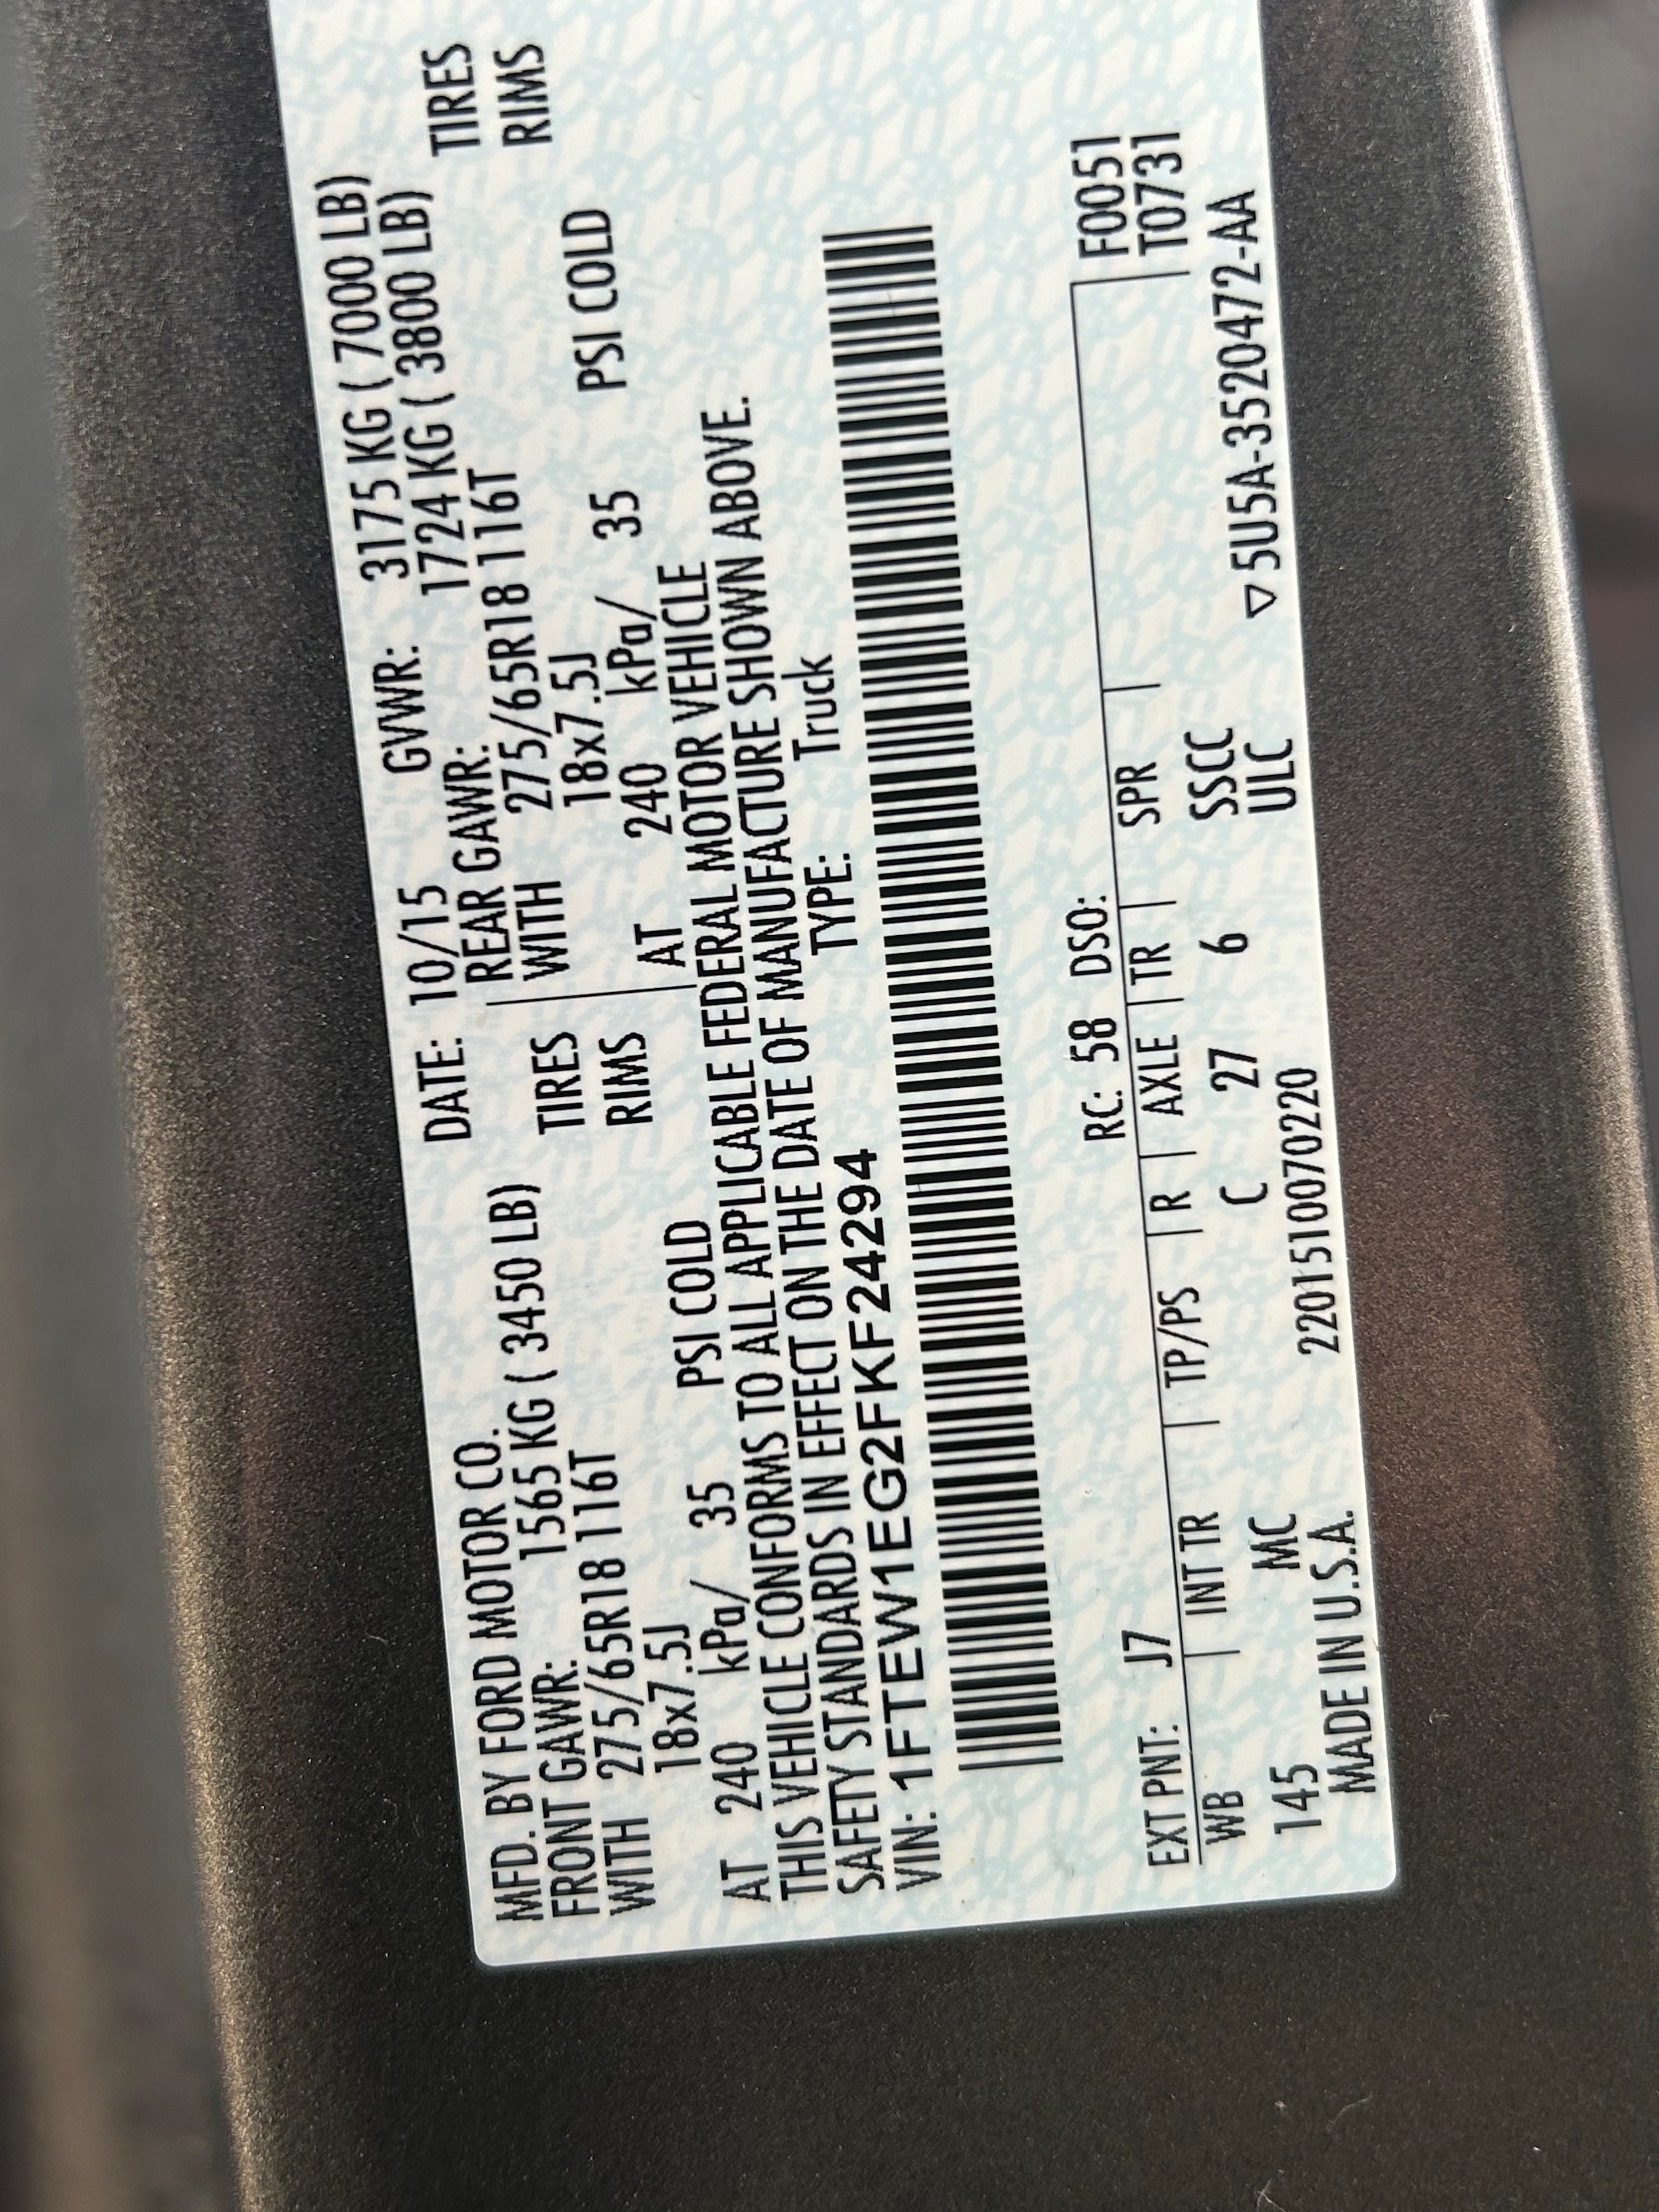 MFD. BY FORD MOTOR CO. DATE: 10/15 GVWR: 3175 KG ( 7000 LB)
FRONT GAWR: 1565 KG ( 3450 LB) REAR GAWR: 1724 KG ( 3800 LB)
WITH 275/65R18 116T TIRES WITH 275/65R18 116T TIRES
18x7.5J RIMS 18x7.5J RIMS
AT 240 kPa/ 35 PSI COLD AT 240 kPa/ 35 PSI COLD
THIS VEHICLE CONFORMS TO ALL APPLICABLE FEDERAL MOTOR VEHICLE
SAFETY STANDARDS IN EFFECT ON THE DATE OF MANUFACTURE SHOWN ABOVE.
VIN: 1FTEW1EG2FKF24294 TYPE: Truck
EXT PNT: J7 RC: 58 DSO: F0051
WB INT TR TP/PS R AXLE TR SPR T0731
145 MC C 27 6 SSCC ▽5U5A-3520472-AA
MADE IN U.S.A. 2201510070220 ULC